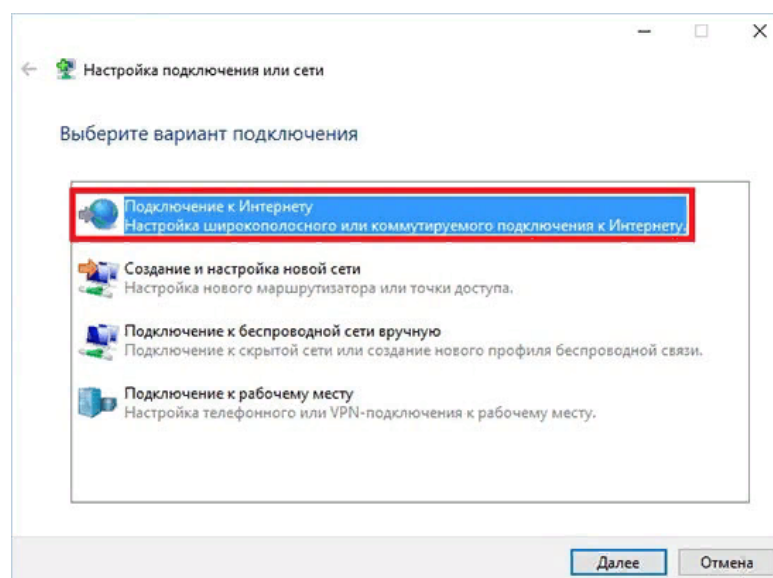 Настройка подключения или сети
Выберите вариант подключения
Подключение к Интернету
Настройка широкополосного или коммутируемого подключения к Интернету.
Создание и настройка новой сети
Настройка нового маршрутизатора или точки доступа.
Подключение к беспроводной сети вручную
Подключение к скрытой сети или создание нового профиля беспроводной связи.
Подключение к рабочему месту
Настройка телефонного или VPN-подключения к рабочему месту.
Далее Отмена